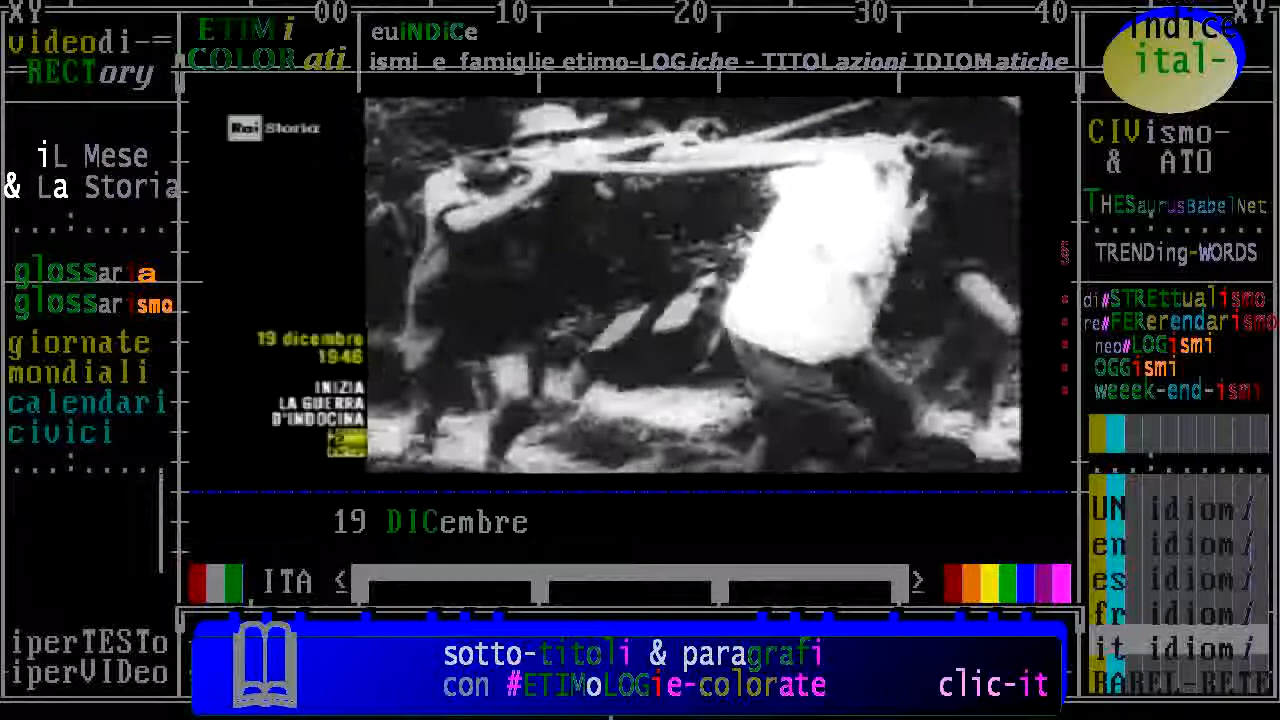 XY 00 10 20 30 40 XY
videodi-=
=RECTory
ETIMi
COLORati
euiNDiCe
ismi e famiglie etimo-LOGiche - TITOLazioni IDIOMatiche
indice
ital-
iL Mese
& La Storia
glossaria
glossarismo
giornate
mondiali
calendari
civici
iperTESTo
iperVIDeo
Rai Storia
19 dicembre
1946
INIZIA
LA GUERRA
D'INDOCINA
19 DICembre
ITA < >
sotto-titoli & paragrafi
con #ETIMoLOGie-colorate
clic-it
CIVismo-
& ATO
THESaurusBabelNet
TRENDing-WORDS
di#STREttualismo
re#FERerendarismo
neo#LOGismi
OGGismi
weeek-end-ismi
UN idiom/
en idiom/
es idiom/
fr idiom/
it idiom/
BABEL-RETE